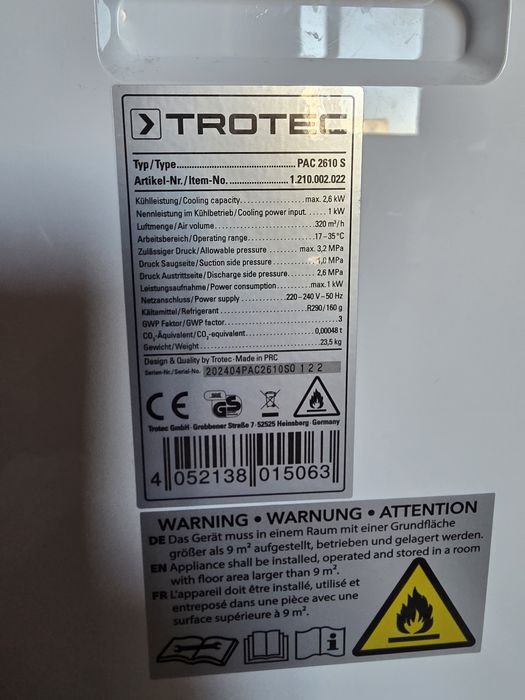 TROTEC
Typ/Type............................................PAC 2610 S
Artikel-Nr./Item-No. ....................1.210.002.022
Kühlleistung/Cooling capacity....................max. 2,6 kW
Nennleistung im Kühlbetrieb/Cooling power input.....1 kW
Luftmenge/Air volume.................................320 m³/h
Arbeitsbereich/Operating range....................17–35°C
Zulässiger Druck/Allowable pressure...........max. 3,2 MPa
Druck Saugseite/Suction side pressure ............1,0 MPa
Druck Austrittseite/Discharge side pressure........2,6 MPa
Leistungsaufnahme/Power consumption............max. 1 kW
Netzanschluss/Power supply...........220-240 V~50 Hz
Kältemittel/Refrigerant............................R290/160 g
GWP Faktor/GWP factor....................................3
CO₂-Äquivalent/CO₂-equivalent....................0,00048 t
Gewicht/Weight.......................................23,5 kg
Design & Quality by Trotec · Made in PRC
Serien-Nr./Serial-No. 202404PAC2610S0 1 2 2
CE GS
Trotec GmbH · Grebbener Straße 7 · 52525 Heinsberg · Germany
4 052138 015063
WARNING • WARNUNG • ATTENTION
DE Das Gerät muss in einem Raum mit einer Grundfläche
größer als 9 m² aufgestellt, betrieben und gelagert werden.
EN Appliance shall be installed, operated and stored in a room
with floor area larger than 9 m².
FR L'appareil doit être installé, utilisé et
entreposé dans une pièce avec une
surface supérieure à 9 m².